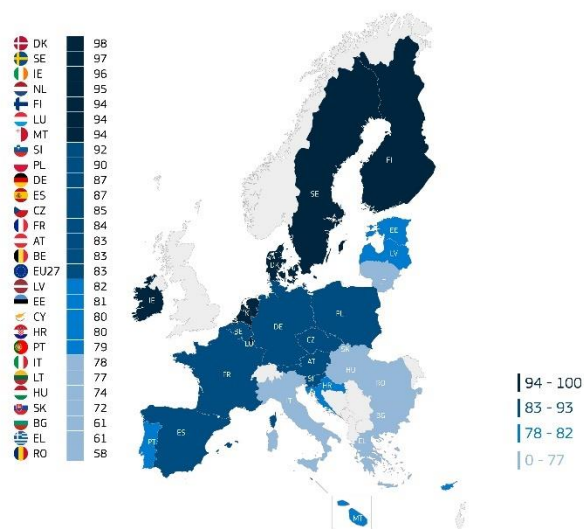 DK 98
SE 97
IE 96
NL 95
FI 94
LU 94
MT 94
SI 92
PL 90
DE 87
ES 87
CZ 85
FR 84
AT 83
BE 83
EU27 83
LV 82
EE 81
CY 80
HR 80
PT 79
IT 78
LT 77
HU 74
SK 72
BG 61
EL 61
RO 58
FI
SE
EE
LV
DK
IE
BE
DE
PL
LU
CZ
SK
FR
AT
HU
RO
SI
HR
IT
BG
PT
ES
EL
MT
94 - 100
83 - 93
78 - 82
0 - 77